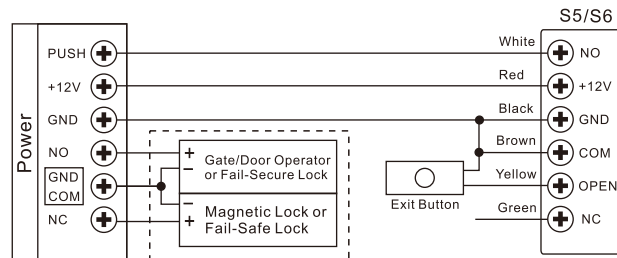 S5/S6
Power
PUSH
+12V
GND
NO
GND
COM
NC
Gate/Door Operator
or Fail-Secure Lock
Magnetic Lock or
Fail-Safe Lock
+
−
−
+
Exit Button
White
Red
Black
Brown
Yellow
Green
NO
+12V
GND
COM
OPEN
NC